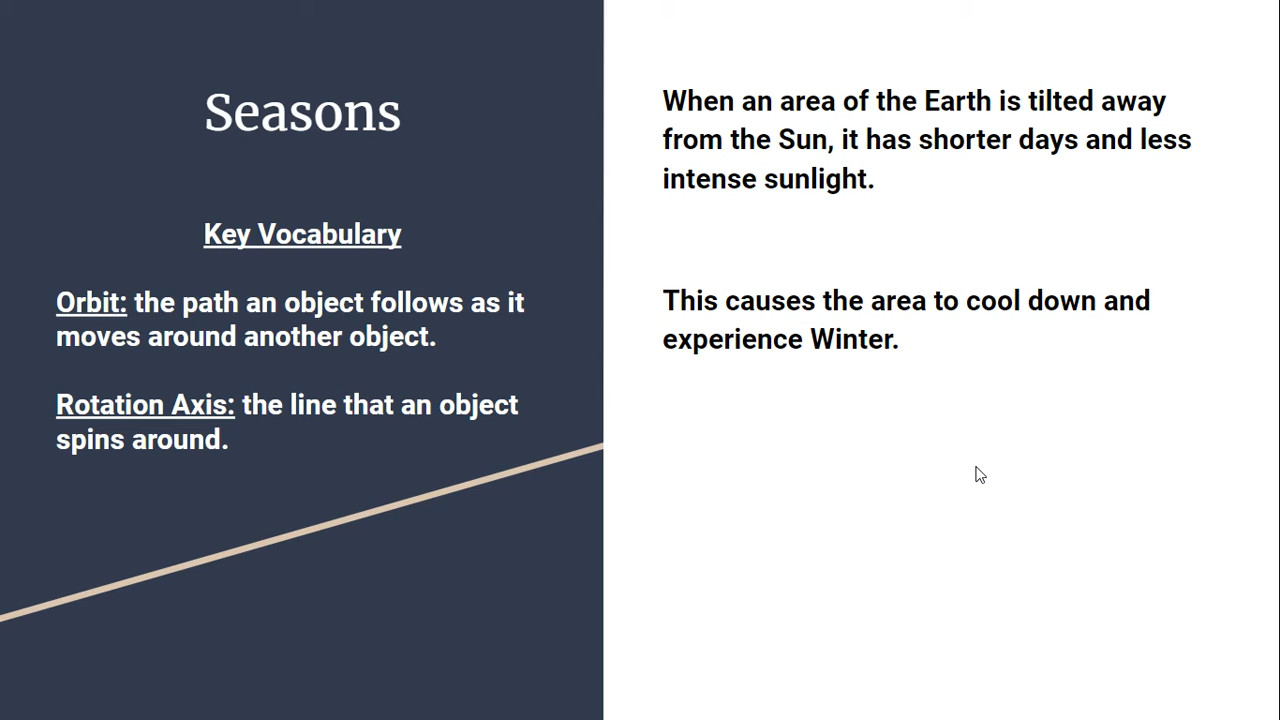 Seasons
Key Vocabulary
Orbit: the path an object follows as it
moves around another object.
Rotation Axis: the line that an object
spins around.
When an area of the Earth is tilted away
from the Sun, it has shorter days and less
intense sunlight.
This causes the area to cool down and
experience Winter.